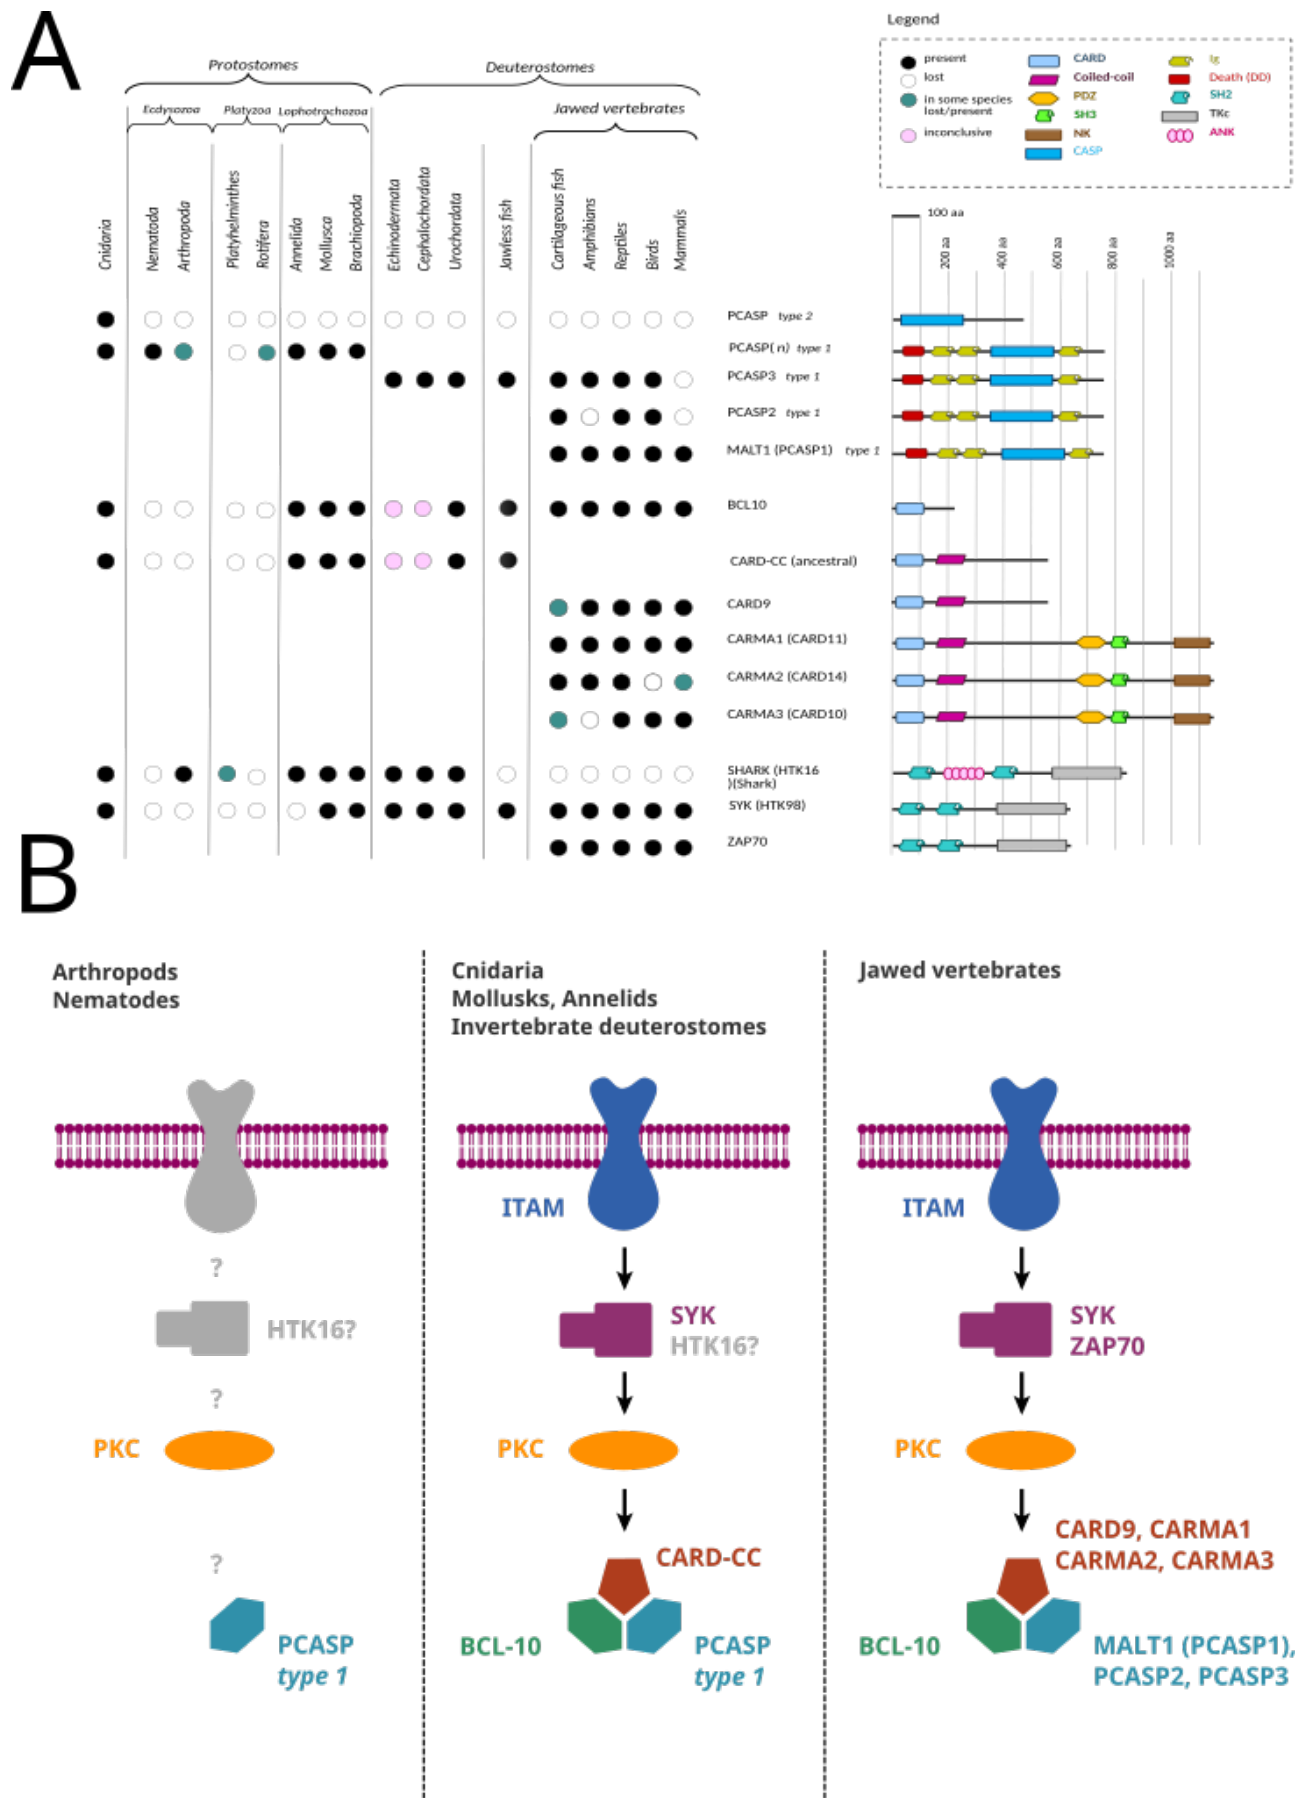 A
Legend
present
lost
in some species
lost/present
inconclusive
CARD
Coiled-coil
PDZ
SH3
NK
CASP
Ig
Death (DD)
SH2
TKc
ANK
Protostomes
Deuterostomes
Ecdysozoa
Platyzoa
Lophotrochozoa
Jawed vertebrates
Cnidaria
Nematoda
Arthropoda
Platyhelminthes
Rotifera
Annelida
Mollusca
Brachiopoda
Echinodermata
Cephalochordata
Urochordata
Jawless fish
Cartilageous fish
Amphibians
Reptiles
Birds
Mammals
100 aa
200 aa
400 aa
600 aa
800 aa
1000 aa
PCASP type 2
PCASP(n) type 1
PCASP3 type 1
PCASP2 type 1
MALT1 (PCASP1) type 1
BCL10
CARD-CC (ancestral)
CARD9
CARMA1 (CARD11)
CARMA2 (CARD14)
CARMA3 (CARD10)
SHARK (HTK16
)(Shark)
SYK (HTK98)
ZAP70
B
Arthropods
Nematodes
?
HTK16?
?
PKC
?
PCASP
type 1
Cnidaria
Mollusks, Annelids
Invertebrate deuterostomes
ITAM
SYK
HTK16?
PKC
CARD-CC
BCL-10
PCASP
type 1
Jawed vertebrates
ITAM
SYK
ZAP70
PKC
CARD9, CARMA1
CARMA2, CARMA3
BCL-10
MALT1 (PCASP1),
PCASP2, PCASP3